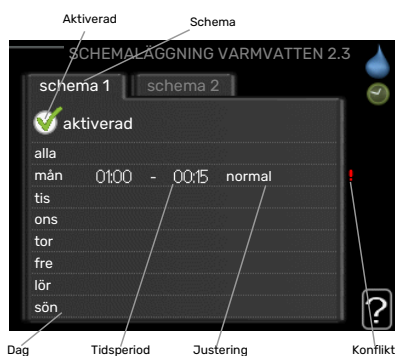 Aktiverad
Schema
SCHEMALÄGGNING VARMVATTEN 2.3
schema 1 schema 2
aktiverad
alla
mån 01:00 - 00:15 normal !
tis
ons
tor
fre
lör
sön
?
Dag Tidsperiod Justering Konflikt